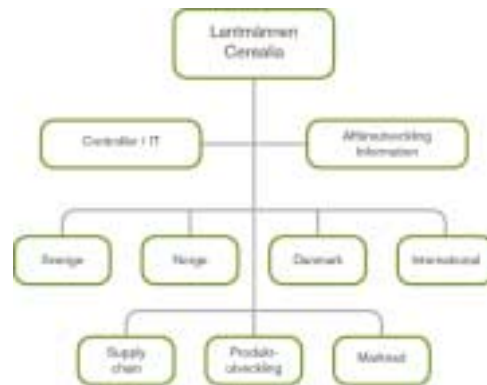 Lantmännen
Cerealia
Controller / IT
Affärsutveckling
Information
Sverige
Norge
Danmark
International
Supply
chain
Produkt-
utveckling
Marknad